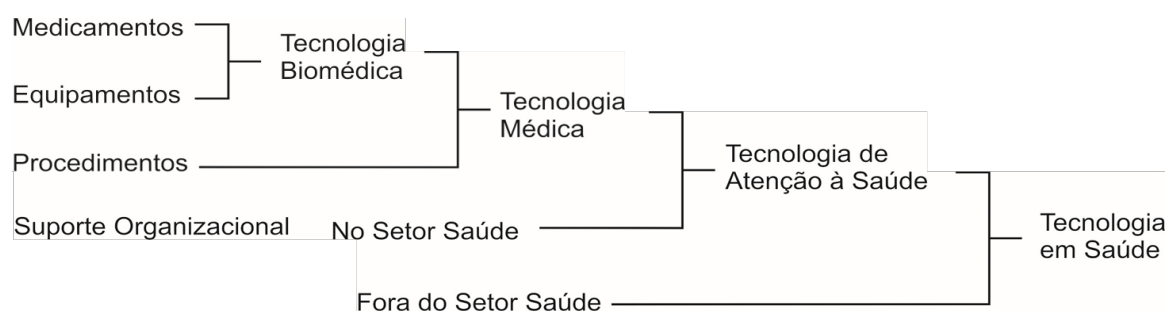 Medicamentos
Tecnologia
Biomédica
Equipamentos
Tecnologia
Médica
Procedimentos
Tecnologia de
Atenção à Saúde
Suporte Organizacional
No Setor Saúde
Tecnologia
em Saúde
Fora do Setor Saúde